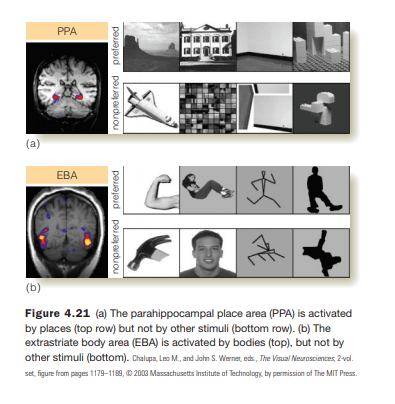 PPA
preferred
nonpreferred
(a)
EBA
preferred
nonpreferred
(b)
Figure 4.21 (a) The parahippocampal place area (PPA) is activated
by places (top row) but not by other stimuli (bottom row). (b) The
extrastriate body area (EBA) is activated by bodies (top), but not by
other stimuli (bottom). Chalupa, Leo M., and John S. Werner, eds., The Visual Neurosciences, 2-vol.
set, figure from pages 1179–1189, © 2003 Massachusetts Institute of Technology, by permission of The MIT Press.